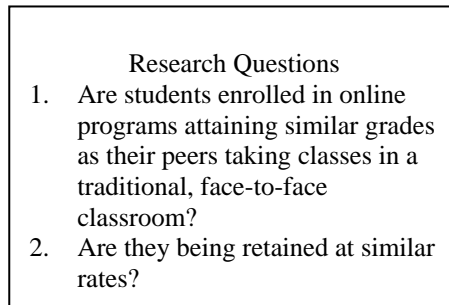 Research Questions
1. Are students enrolled in online
programs attaining similar grades
as their peers taking classes in a
traditional, face-to-face
classroom?
2. Are they being retained at similar
rates?